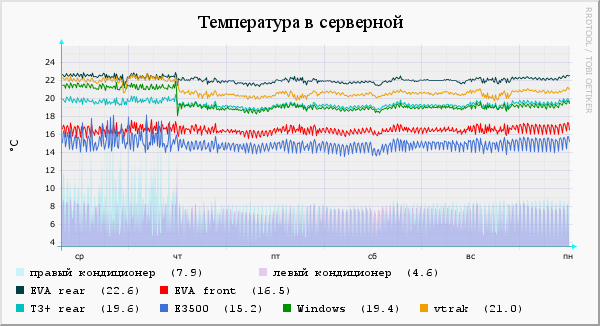 Температура в серверной
RRDTOOL / TOBI OETIKER
°C
24
22
20
18
16
14
12
10
8
6
4
ср чт пт сб вс пн
правый кондиционер (7.9) левый кондиционер (4.6)
EVA rear (22.6) EVA front (16.5)
T3+ rear (19.6) E3500 (15.2) Windows (19.4) vtrak (21.0)